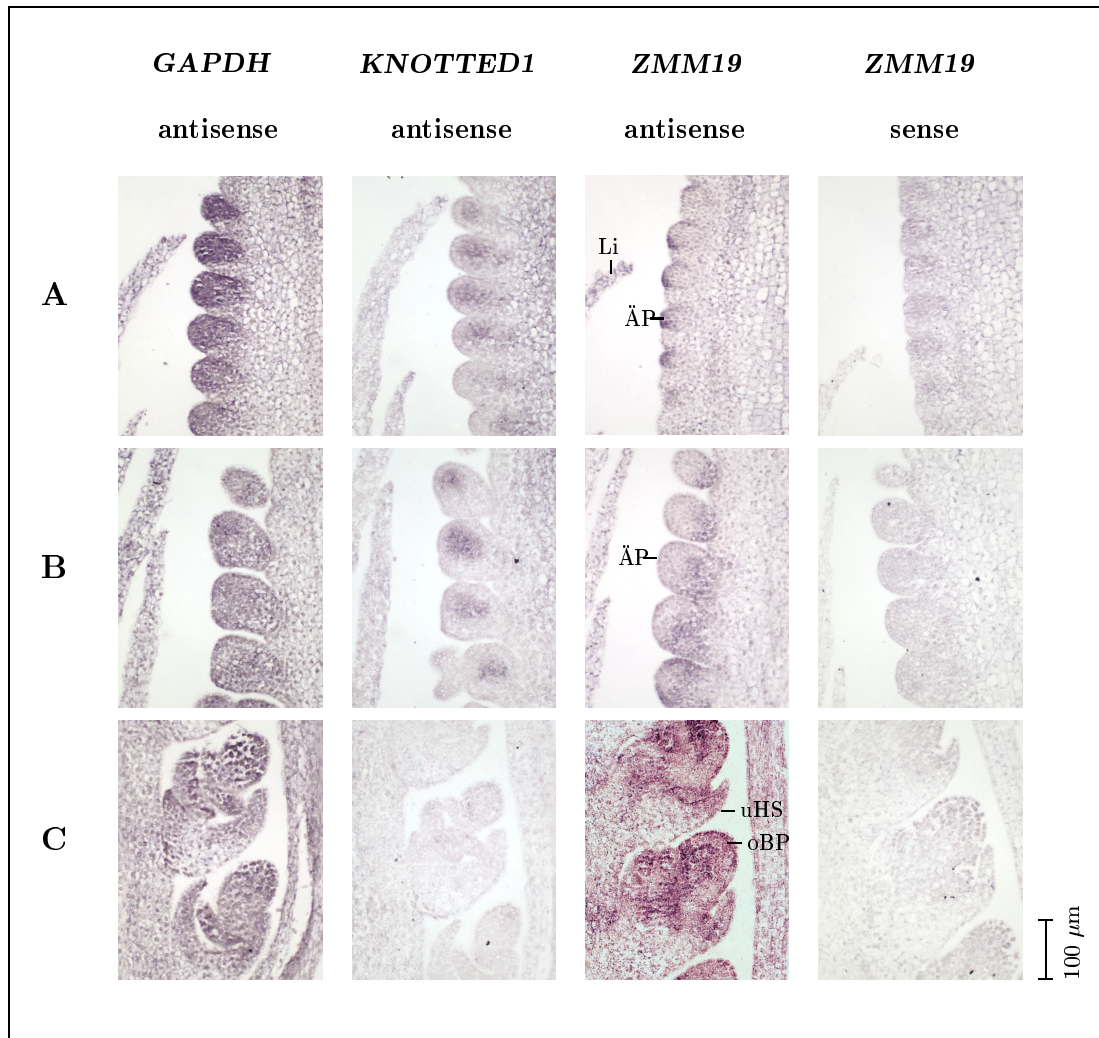 GAPDH KNOTTED1 ZMM19 ZMM19
antisense antisense antisense sense
A
Li
ÄP
B
ÄP
C
uHS
oBP
100 µm